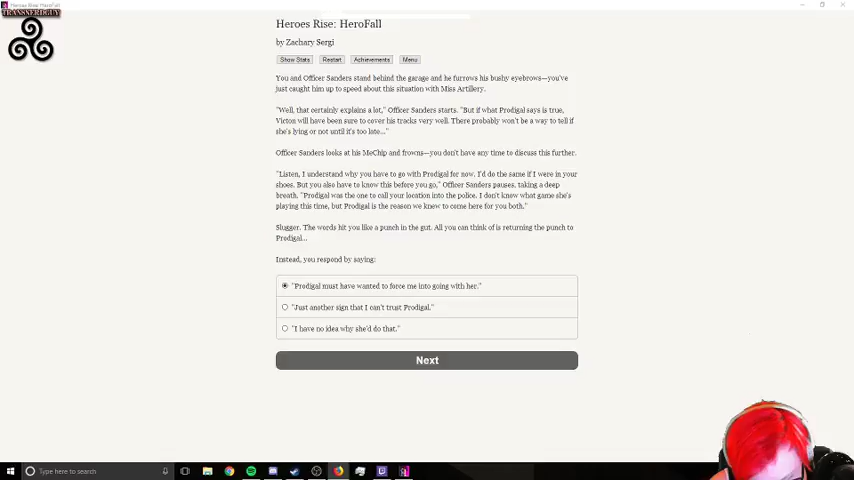 Heroes Rise: HeroFall
TRANSNERDGUY
Heroes Rise: HeroFall
by Zachary Sergi
Show Stats Restart Achievements Menu
You and Officer Sanders stand behind the garage and he furrows his bushy eyebrows—you've
just caught him up to speed about this situation with Miss Artillery.
"Well, that certainly explains a lot," Officer Sanders starts. "But if what Prodigal says is true,
Victon will have been sure to cover his tracks very well. There probably won't be a way to tell if
she's lying or not until it's too late..."
Officer Sanders looks at his MeChip and frowns—you don't have any time to discuss this further.
"Listen, I understand why you have to go with Prodigal for now. I'd do the same if I were in your
shoes. But you also have to know this before you go," Officer Sanders pauses, taking a deep
breath. "Prodigal was the one to call your location into the police. I don't know what game she's
playing this time, but Prodigal is the reason we knew to come here for you both."
Slugger. The words hit you like a punch in the gut. All you can think of is returning the punch to
Prodigal...
Instead, you respond by saying:
"Prodigal must have wanted to force me into going with her."
"Just another sign that I can't trust Prodigal."
"I have no idea why she'd do that."
Next
Type here to search